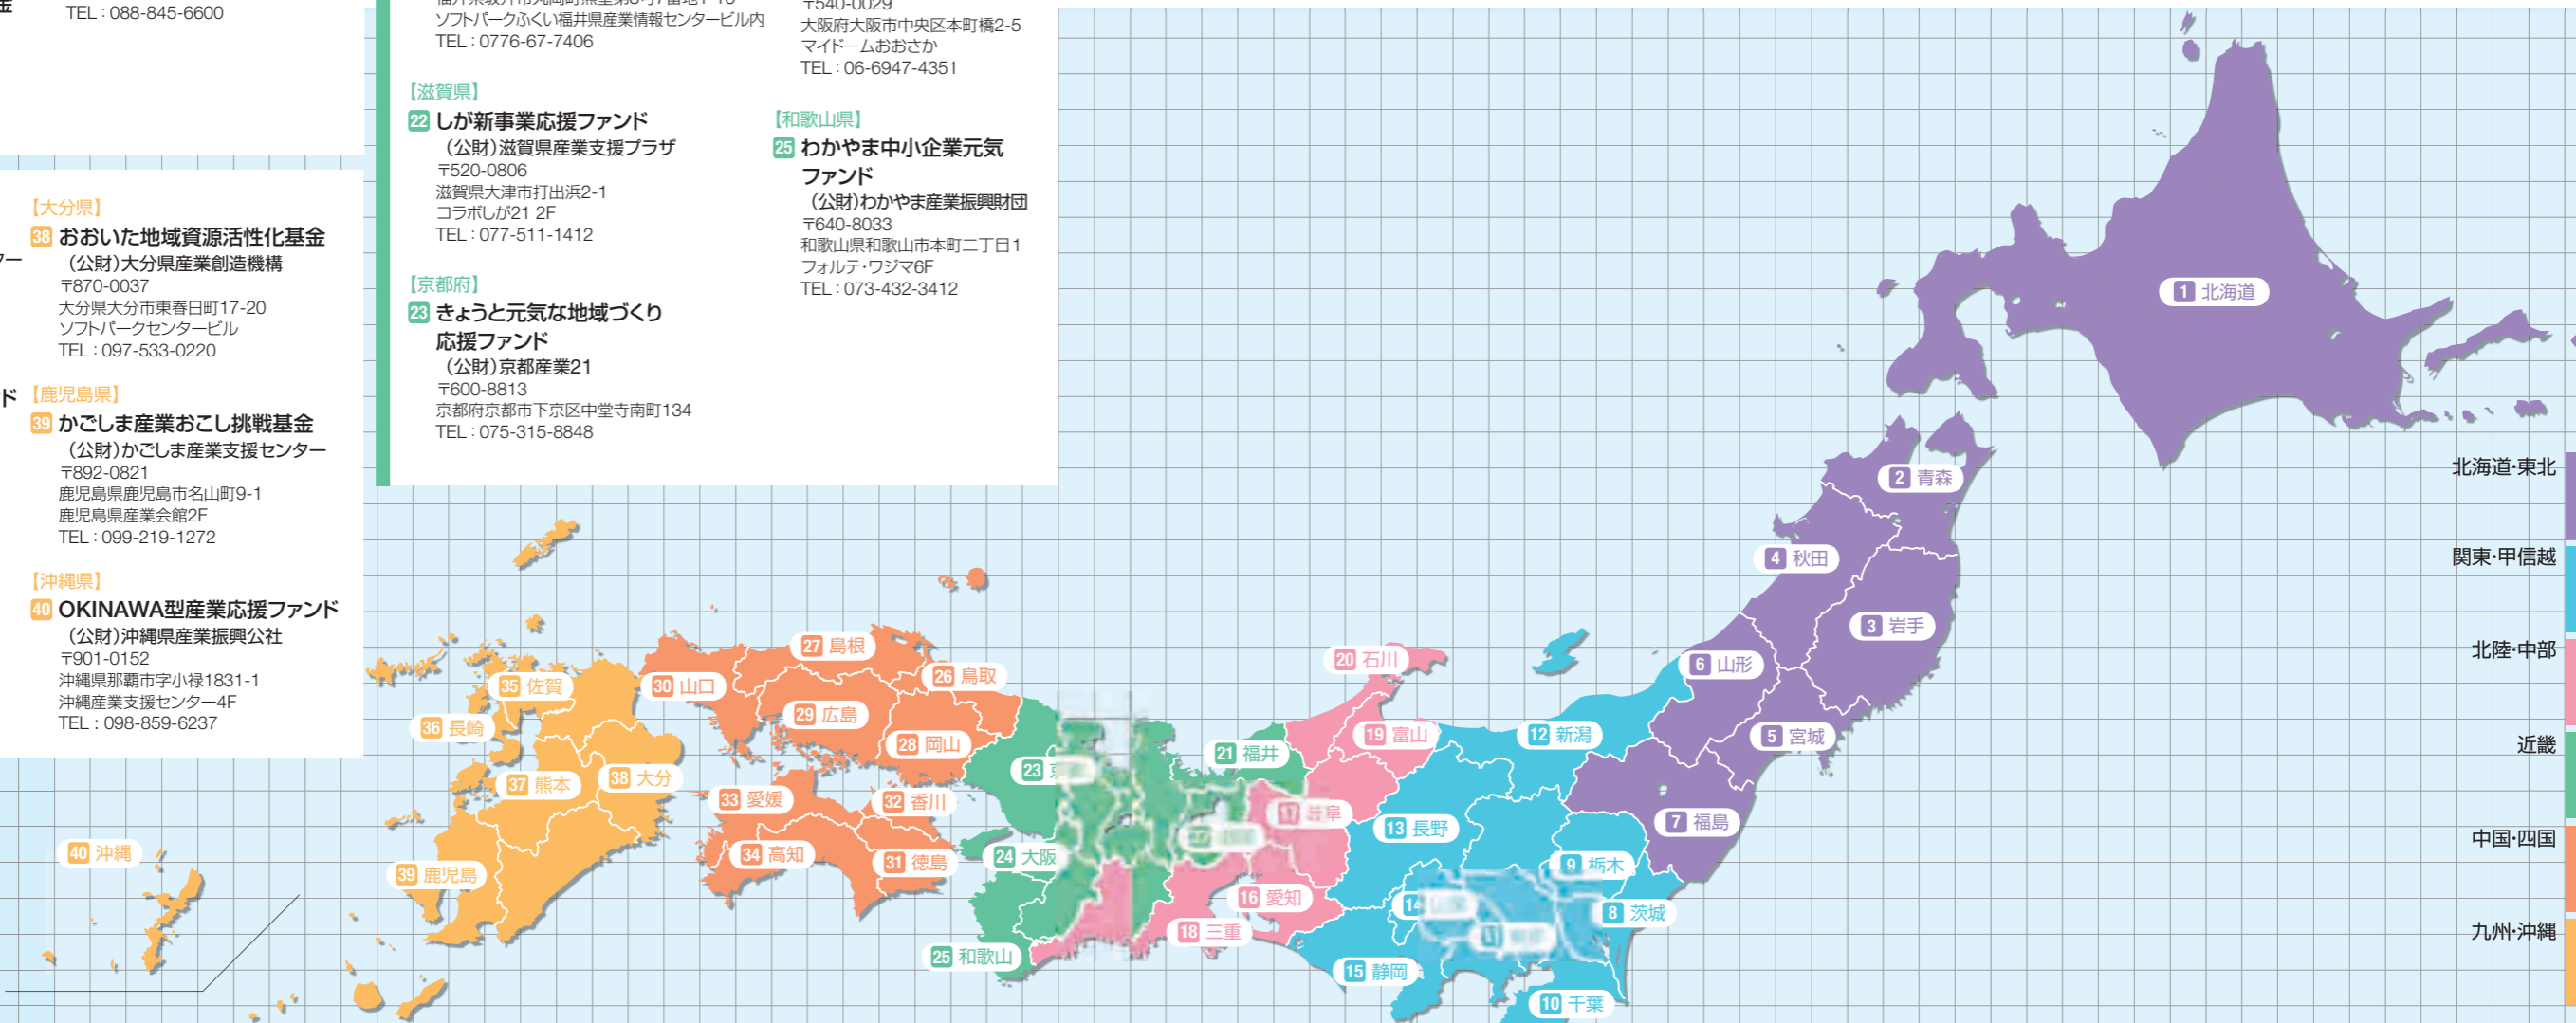 金
TEL：088-845-6600
ソフトパークふくい福井県産業情報センタービル内
TEL：0776-67-7406
〒540-0029
大阪府大阪市中央区本町橋2-5
マイドームおおさか
TEL：06-6947-4351
【滋賀県】
22 しが新事業応援ファンド
（公財）滋賀県産業支援プラザ
〒520-0806
滋賀県大津市打出浜2-1
コラボしが21 2F
TEL：077-511-1412
【京都府】
23 きょうと元気な地域づくり
応援ファンド
（公財）京都産業21
〒600-8813
京都府京都市下京区中堂寺南町134
TEL：075-315-8848
【和歌山県】
25 わかやま中小企業元気
ファンド
（公財）わかやま産業振興財団
〒640-8033
和歌山県和歌山市本町二丁目1
フォルテ・ワジマ6F
TEL：073-432-3412
ー
ド
【大分県】
38 おおいた地域資源活性化基金
（公財）大分県産業創造機構
〒870-0037
大分県大分市東春日町17-20
ソフトパークセンタービル
TEL：097-533-0220
【鹿児島県】
39 かごしま産業おこし挑戦基金
（公財）かごしま産業支援センター
〒892-0821
鹿児島県鹿児島市名山町9-1
鹿児島県産業会館2F
TEL：099-219-1272
【沖縄県】
40 OKINAWA型産業応援ファンド
（公財）沖縄県産業振興公社
〒901-0152
沖縄県那覇市字小禄1831-1
沖縄産業支援センター4F
TEL：098-859-6237
1 北海道
2 青森
4 秋田
3 岩手
6 山形
5 宮城
7 福島
12 新潟
13 長野
9 栃木
8 茨城
14
15 静岡
10 千葉
20 石川
19 富山
21 福井
17 岐阜
16 愛知
18 三重
23
24 大阪
25 和歌山
27 島根
26 鳥取
30 山口
29 広島
28 岡山
33 愛媛
32 香川
34 高知
31 徳島
35 佐賀
36 長崎
37 熊本
38 大分
39 鹿児島
40 沖縄
北海道・東北
関東・甲信越
北陸・中部
近畿
中国・四国
九州・沖縄